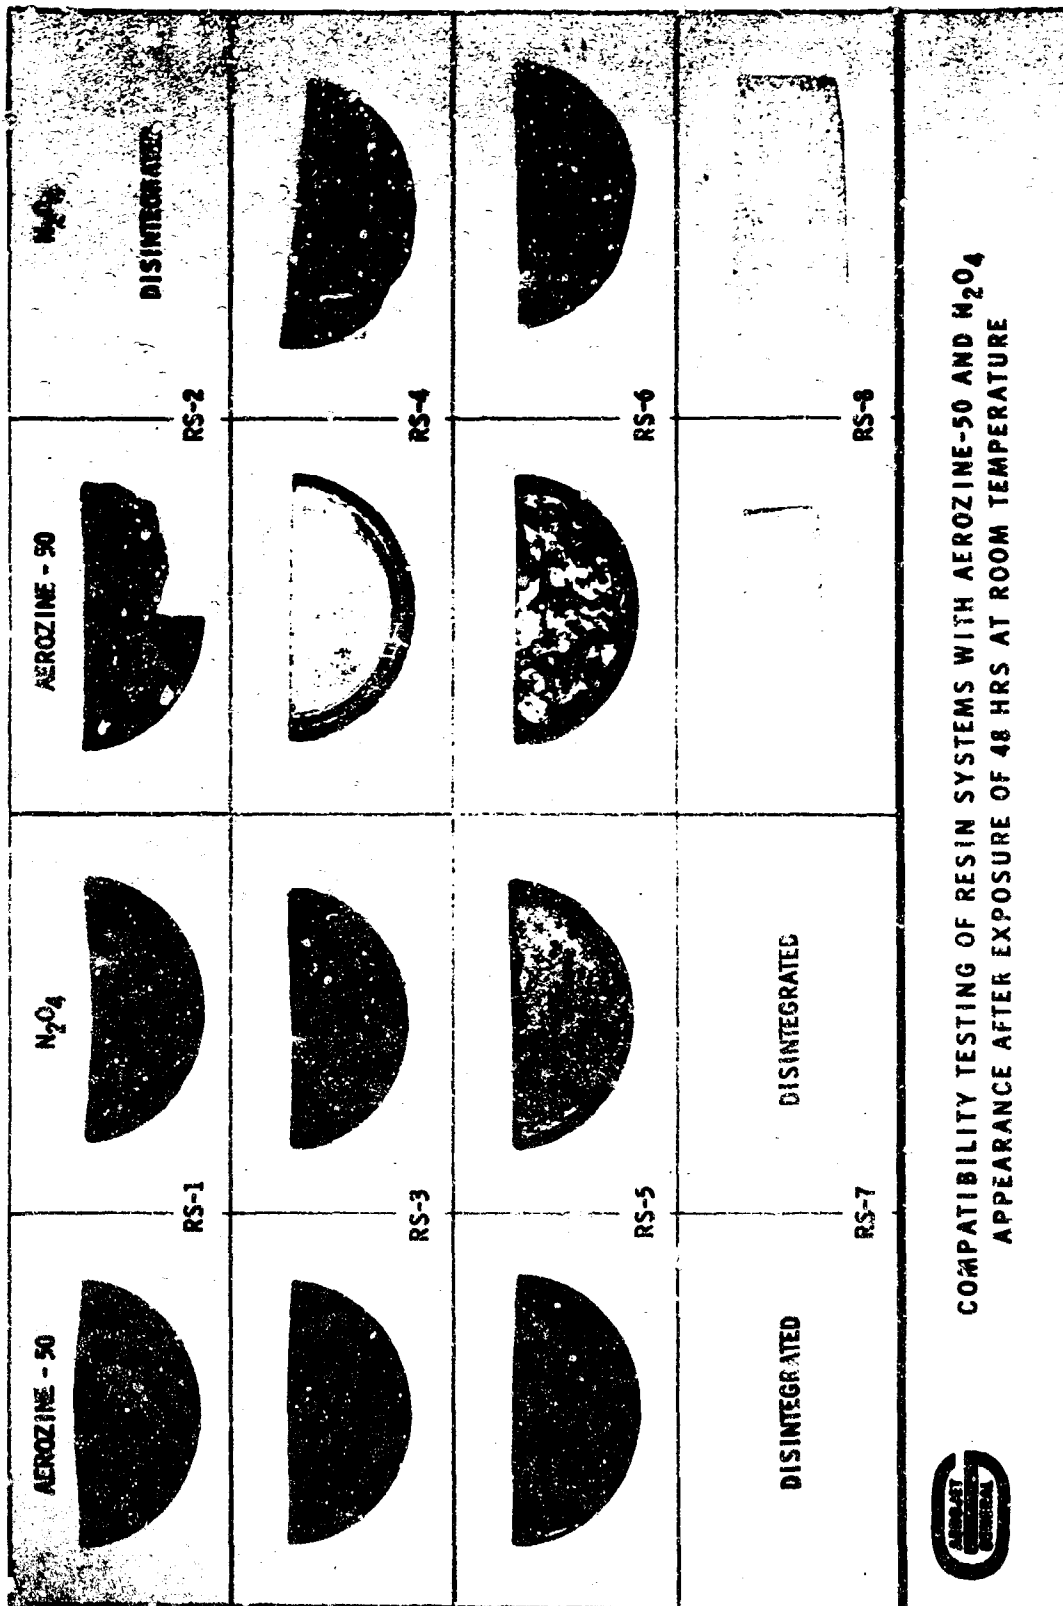 AEROZINE - 50 N₂O₄ AEROZINE - 50 N₂O₄
DISINTEGRATED
RS-1 RS-2
RS-3 RS-4
RS-5 RS-6
DISINTEGRATED DISINTEGRATED
RS-7 RS-8
COMPATIBILITY TESTING OF RESIN SYSTEMS WITH AEROZINE-50 AND N₂O₄
APPEARANCE AFTER EXPOSURE OF 48 HRS AT ROOM TEMPERATURE
AEROJET
GENERAL